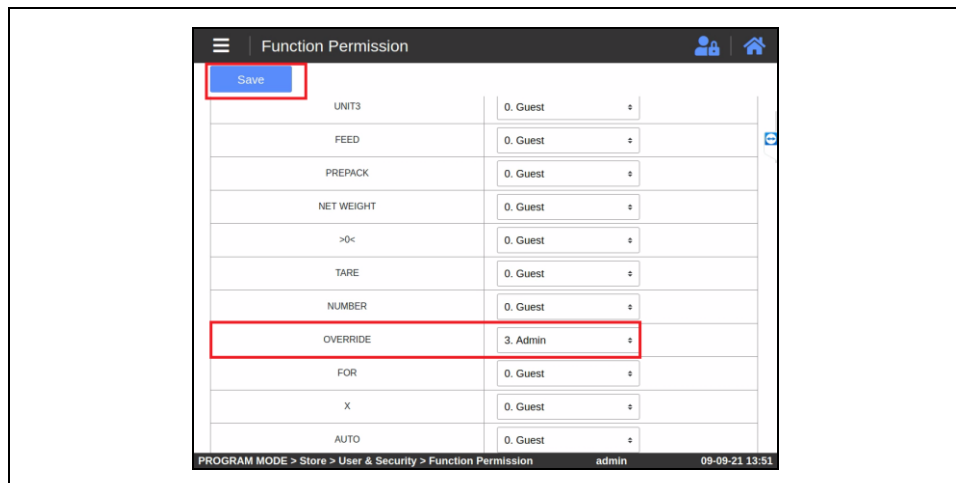 Function Permission
Save
UNIT3 0. Guest
FEED 0. Guest
PREPACK 0. Guest
NET WEIGHT 0. Guest
>0< 0. Guest
TARE 0. Guest
NUMBER 0. Guest
OVERRIDE 3. Admin
FOR 0. Guest
X 0. Guest
AUTO 0. Guest
PROGRAM MODE > Store > User & Security > Function Permission admin 09-09-21 13:51